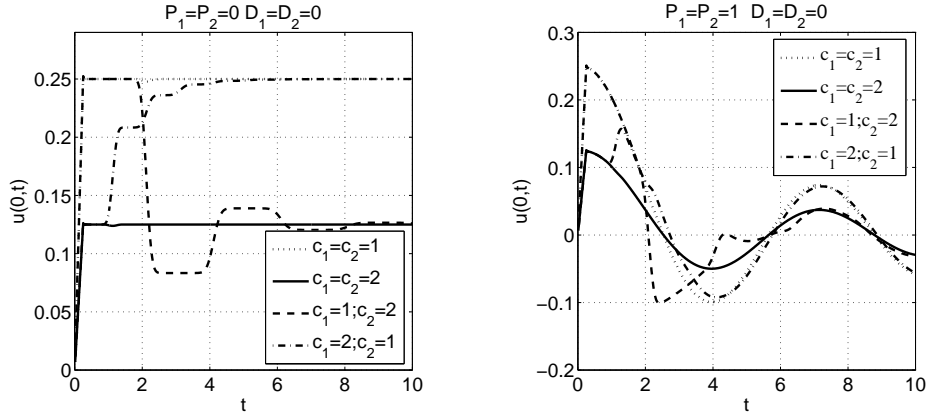 P₁=P₂=0 D₁=D₂=0
u(0,t)
0.25
0.2
0.15
0.1
0.05
0
0 2 4 6 8 10
t
c₁=c₂=1
c₁=c₂=2
c₁=1;c₂=2
c₁=2;c₂=1
P₁=P₂=1 D₁=D₂=0
u(0,t)
0.3
0.2
0.1
0
−0.1
−0.2
0 2 4 6 8 10
t
c₁=c₂=1
c₁=c₂=2
c₁=1;c₂=2
c₁=2;c₂=1